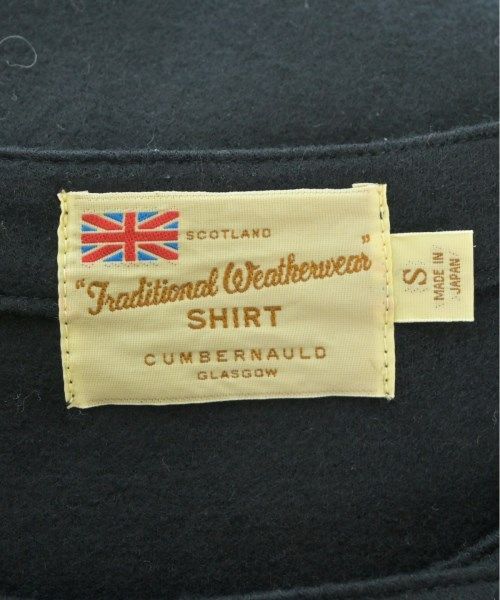 SCOTLAND
"Traditional Weatherwear"
SHIRT
CUMBERNAULD
GLASGOW
S
MADE IN
JAPAN